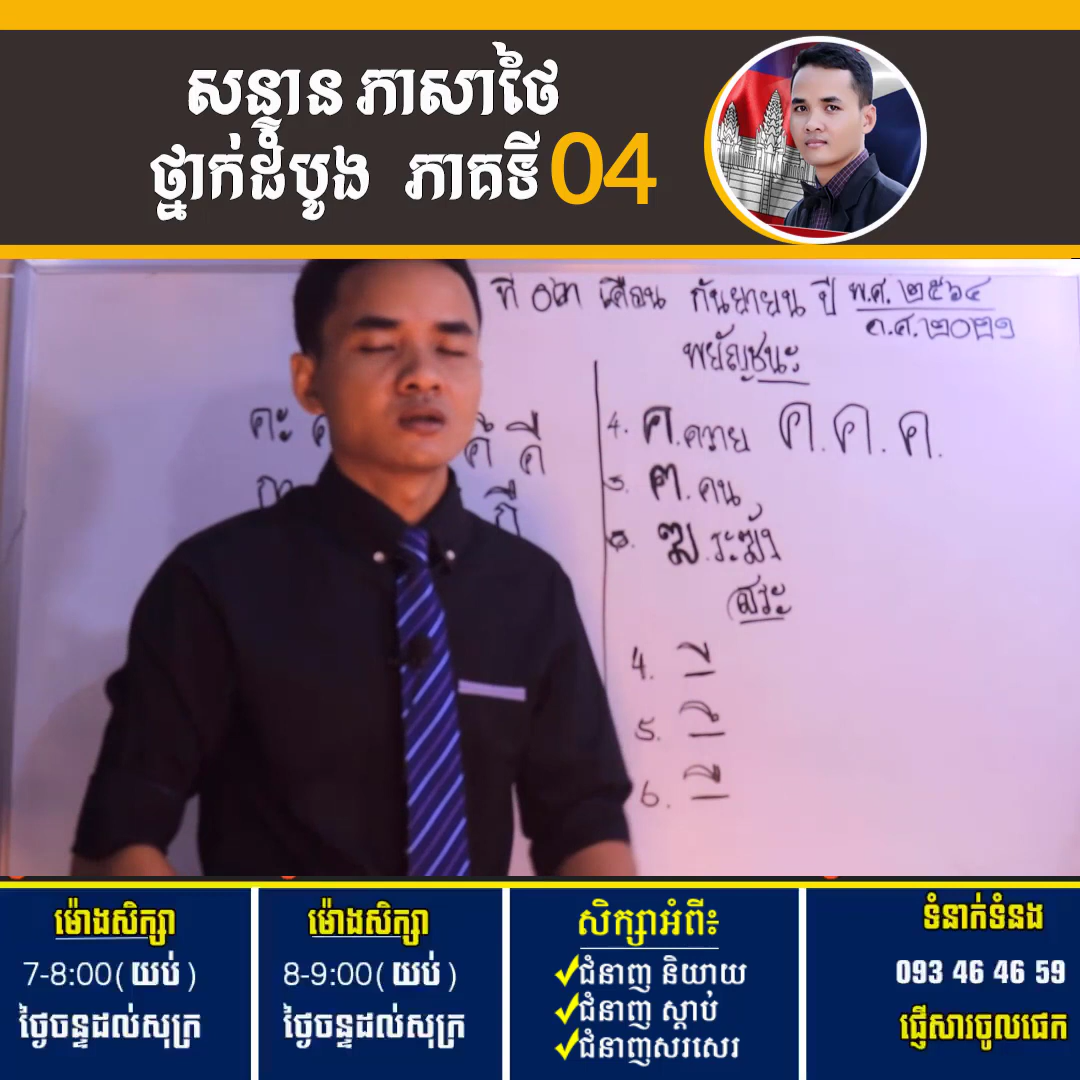 សន្ទាន ភាសាថៃ
ថ្នាក់ដំបូង ភាគទី 04
ที่ ๐๓ เดือน กันยายน ปี พ.ศ. ๒๕๖๔
ค.ศ. ๒๐๒๑
พยัญชนะ
คะ
คี
4. ค. ควาย ค. ค. ค.
5. ฅ. คน
6. ฆ. ระฆัง
สระ
4. ี
5.
6.
ម៉ោងសិក្សា
7-8:00( យប់ )
ថ្ងៃចន្ទដល់សុក្រ
ម៉ោងសិក្សា
8-9:00( យប់ )
ថ្ងៃចន្ទដល់សុក្រ
សិក្សាអំពី៖
ជំនាញ និយាយ
ជំនាញ ស្ដាប់
ជំនាញសរសេរ
ទំនាក់ទំនង
093 46 46 59
ផ្ញើសារចូលផេក